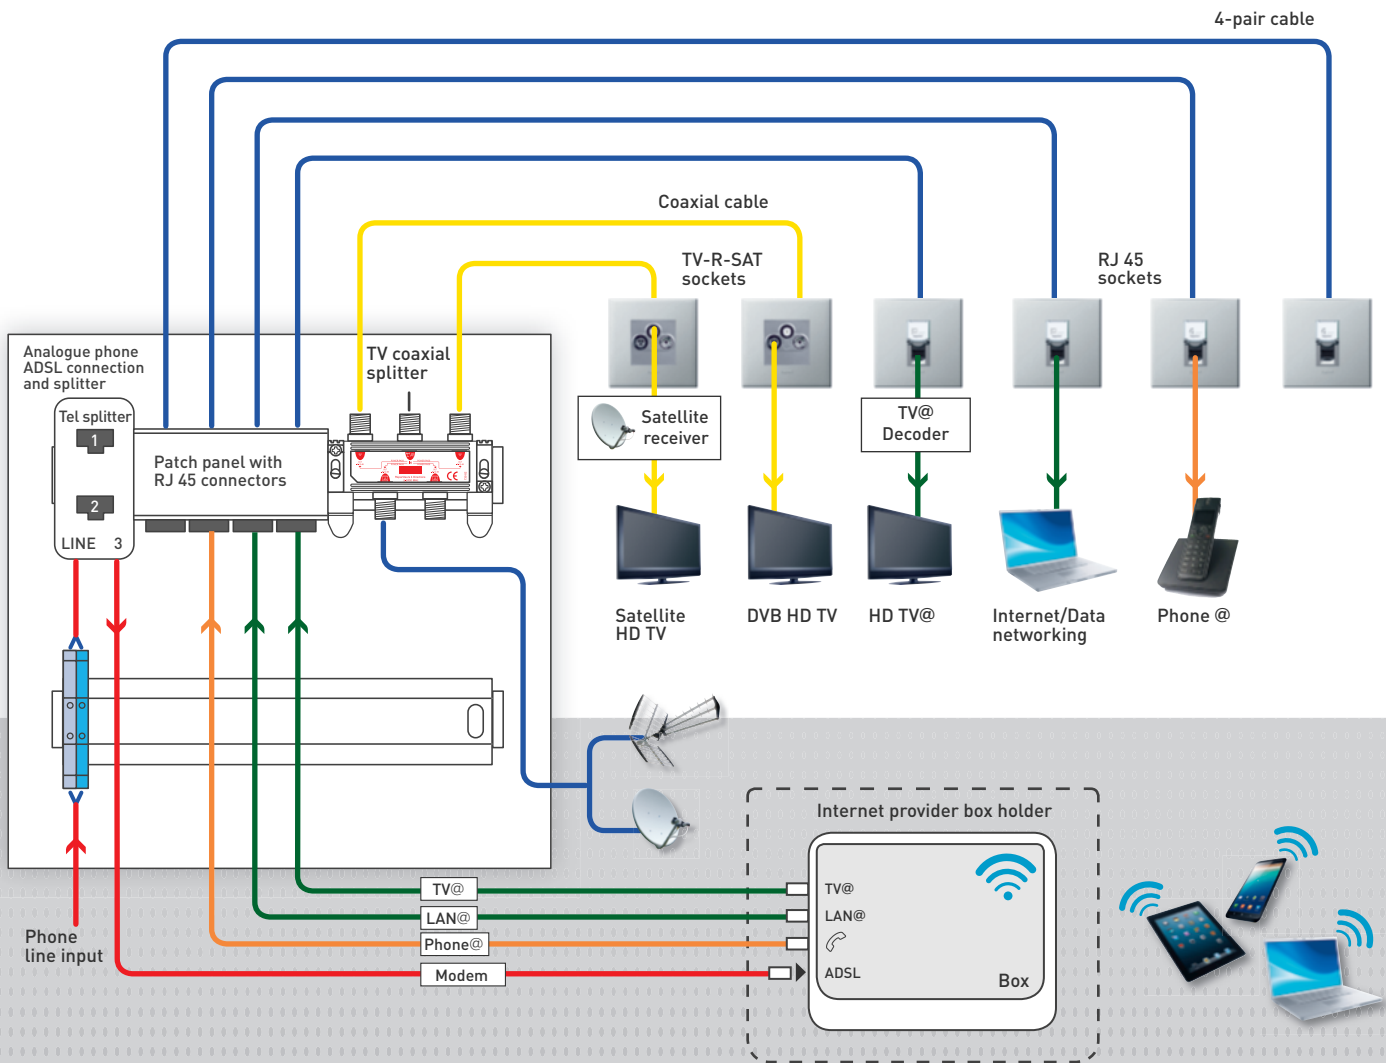 4-pair cable
Coaxial cable
TV-R-SAT
sockets
RJ 45
sockets
Analogue phone
ADSL connection
and splitter
TV coaxial
splitter
Tel splitter
1
2
LINE 3
Patch panel with
RJ 45 connectors
CE
Satellite
receiver
TV@
Decoder
Satellite
HD TV
DVB HD TV
HD TV@
Internet/Data
networking
Phone @
Internet provider box holder
TV@
LAN@
Phone@
Modem
TV@
LAN@
ADSL
Box
Phone
line input